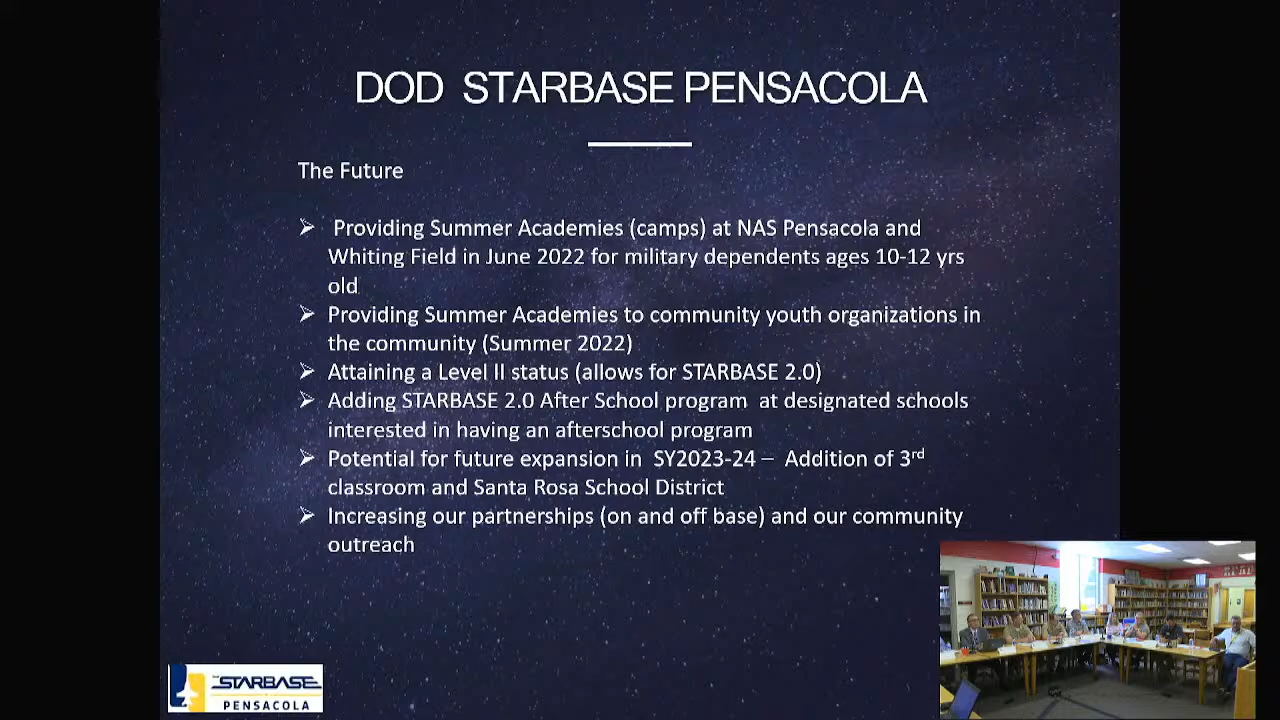 DOD STARBASE PENSACOLA
The Future
➢ Providing Summer Academies (camps) at NAS Pensacola and
Whiting Field in June 2022 for military dependents ages 10-12 yrs
old
➢ Providing Summer Academies to community youth organizations in
the community (Summer 2022)
➢ Attaining a Level II status (allows for STARBASE 2.0)
➢ Adding STARBASE 2.0 After School program at designated schools
interested in having an afterschool program
➢ Potential for future expansion in SY2023-24 – Addition of 3rd
classroom and Santa Rosa School District
➢ Increasing our partnerships (on and off base) and our community
outreach
STARBASE
PENSACOLA